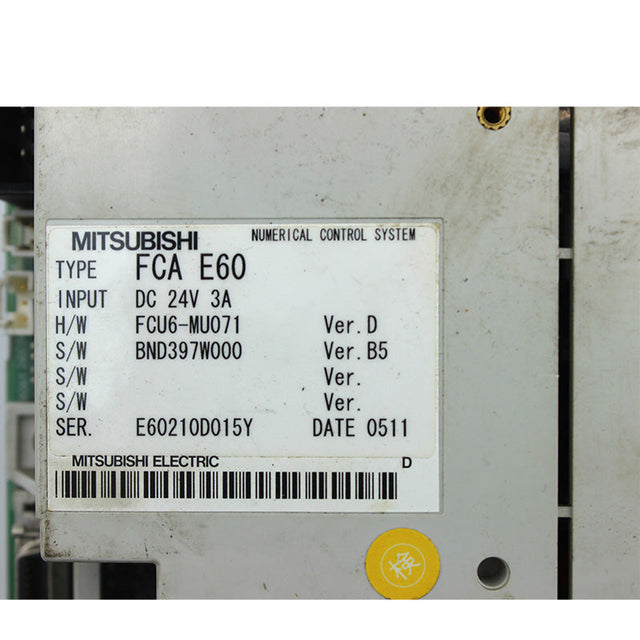 MITSUBISHI NUMERICAL CONTROL SYSTEM
TYPE FCA E60
INPUT DC 24V 3A
H/W FCU6-MU071 Ver.D
S/W BND397W000 Ver.B5
S/W Ver.
S/W Ver.
SER. E60210D015Y DATE 0511
MITSUBISHI ELECTRIC D